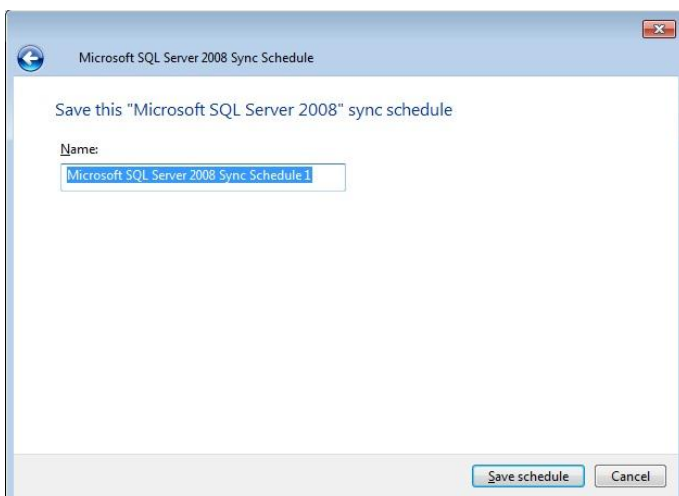 Microsoft SQL Server 2008 Sync Schedule
Save this "Microsoft SQL Server 2008" sync schedule
Name:
Microsoft SQL Server 2008 Sync Schedule 1
Save schedule Cancel